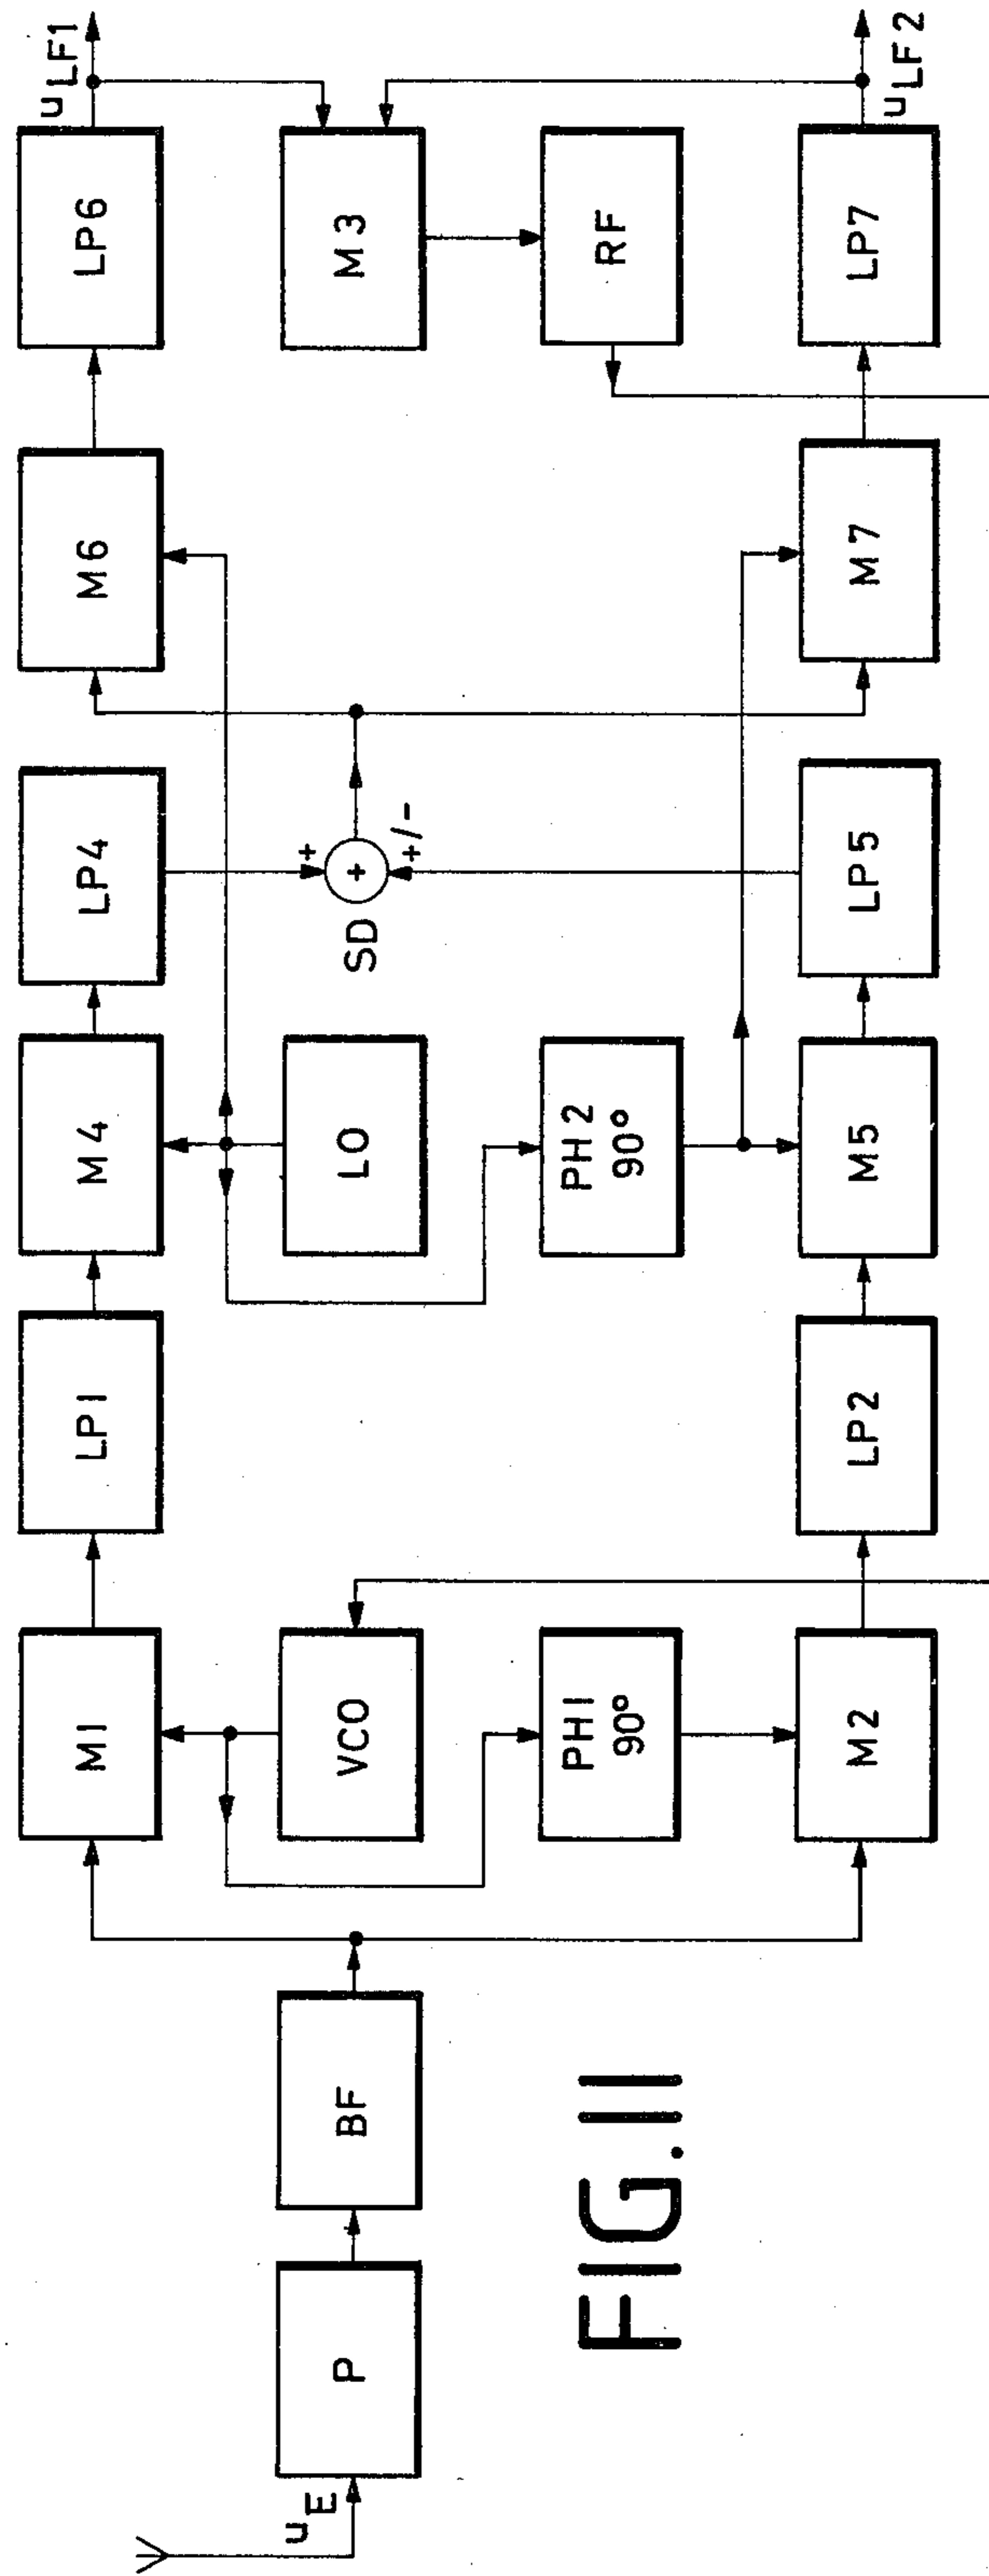 u_E
P
BF
M1
VCO
PH1
90°
M2
LP1
LP2
M4
LO
PH2
90°
M5
LP4
+
+
+/-
SD
LP5
M6
M7
LP6
M3
RF
LP7
u_LF1
u_LF2
FIG.11